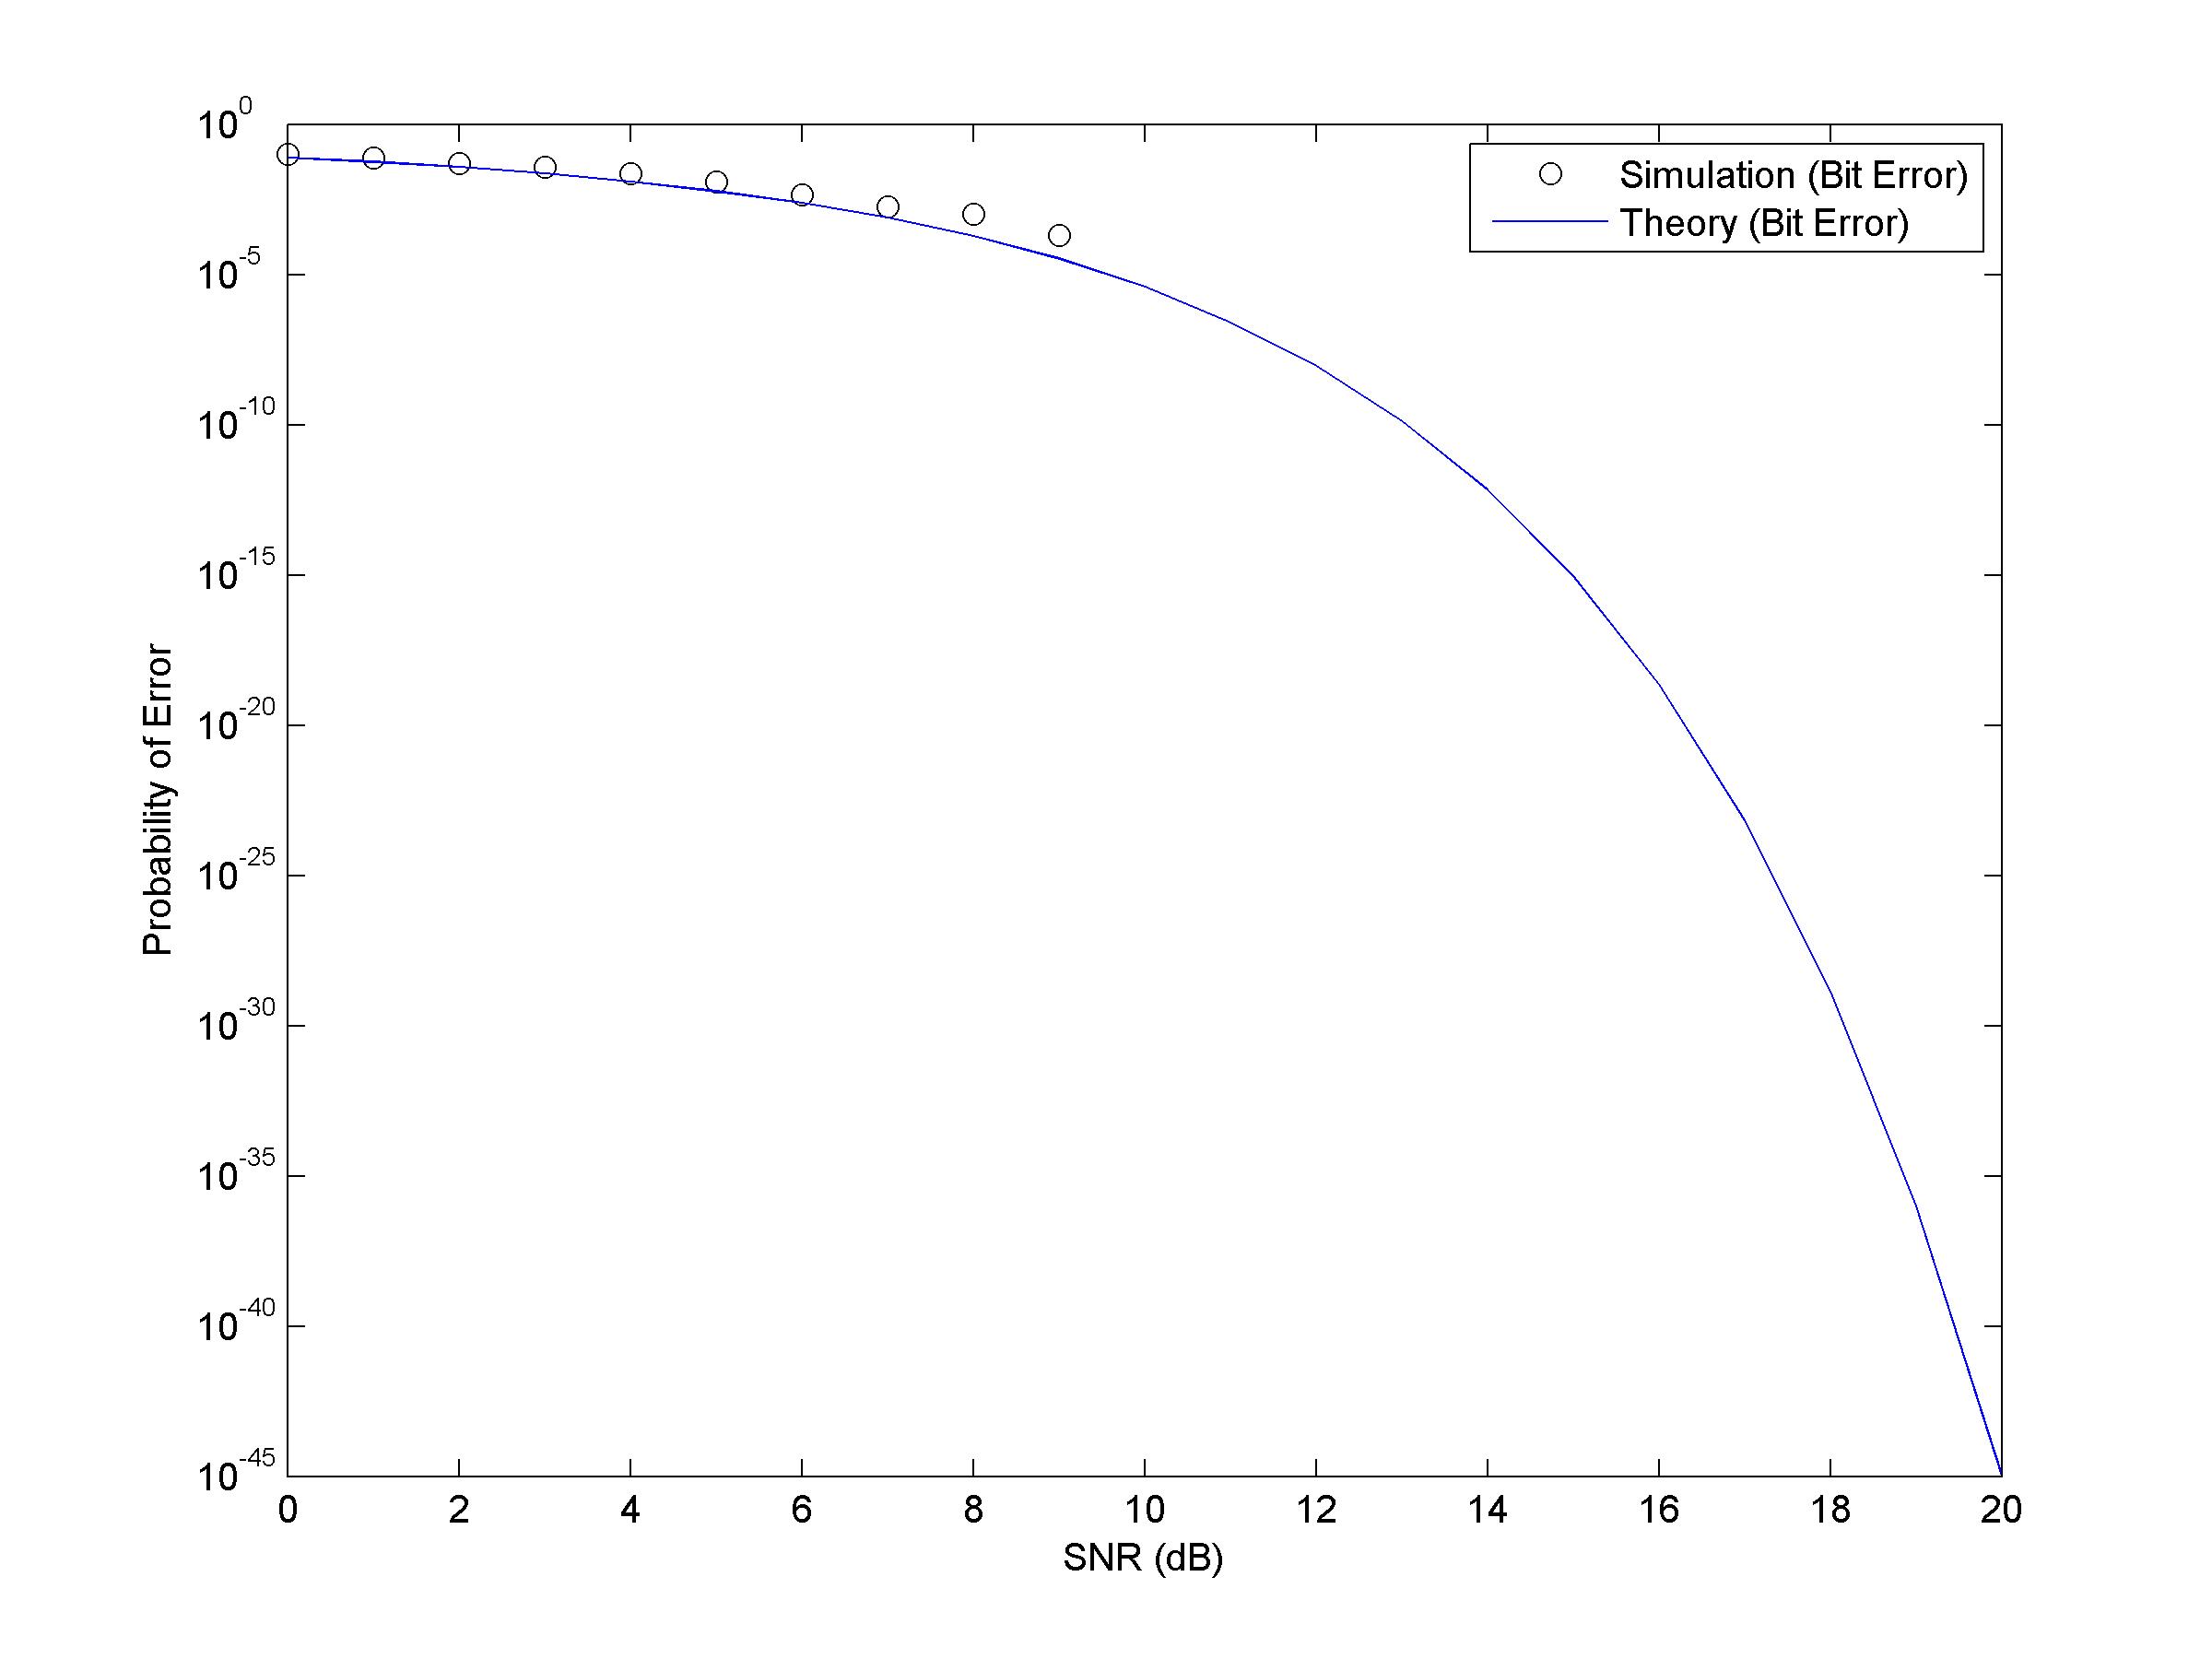 10^0
10^-5
10^-10
10^-15
10^-20
10^-25
10^-30
10^-35
10^-40
10^-45
Probability of Error
Simulation (Bit Error)
Theory (Bit Error)
0 2 4 6 8 10 12 14 16 18 20
SNR (dB)